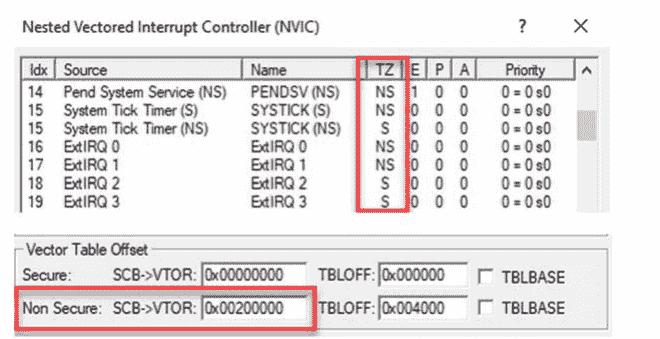 Nested Vectored Interrupt Controller (NVIC) ? ✕
Idx Source Name TZ E P A Priority
14 Pend System Service (NS) PENDSV (NS) NS 1 0 0 0 = 0 s0
15 System Tick Timer (S) SYSTICK (S) NS 0 0 0 0 = 0 s0
15 System Tick Timer (NS) SYSTICK (NS) S 0 0 0 0 = 0 s0
16 ExtIRQ 0 ExtIRQ 0 NS 0 0 0 0 = 0 s0
17 ExtIRQ 1 ExtIRQ 1 NS 0 0 0 0 = 0 s0
18 ExtIRQ 2 ExtIRQ 2 S 0 0 0 0 = 0 s0
19 ExtIRQ 3 ExtIRQ 3 S 0 0 0 0 = 0 s0
Vector Table Offset
Secure: SCB->VTOR: 0x00000000 TBLOFF: 0x000000 TBLBASE
Non Secure: SCB->VTOR: 0x00200000 TBLOFF: 0x004000 TBLBASE